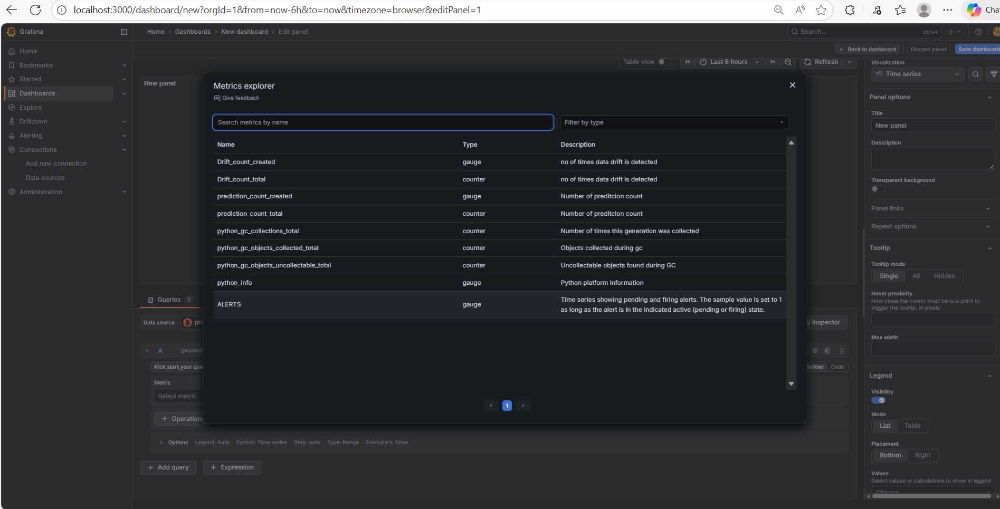 localhost:3000/dashboard/new?orgId=1&from=now-6h&to=now&timezone=browser&editPanel=1
Grafana
Home › Dashboards › New dashboard › Edit panel
Search... ctrl+k
Back to dashboard
Discard panel
Save dashboard
Home
Bookmarks
Starred
Dashboards
Explore
Drilldown
Alerting
Connections
Add new connection
Data sources
Administration
Table view
Last 6 hours
Refresh
New panel
Metrics explorer
Give feedback
Search metrics by name
Filter by type
Name Type Description
Drift_count_created gauge no of times data drift is detected
Drift_count_total counter no of times data drift is detected
prediction_count_created gauge Number of preditcion count
prediction_count_total counter Number of preditcion count
python_gc_collections_total counter Number of times this generation was collected
python_gc_objects_collected_total counter Objects collected during gc
python_gc_objects_uncollectable_total counter Uncollectable objects found during GC
python_info gauge Python platform information
ALERTS gauge Time series showing pending and firing alerts. The sample value is set to 1
as long as the alert is in the indicated active (pending or firing) state.
1
Queries 1
Data source
pro
y inspector
A (prometh
Kick start your que
Builder Code
Metric
Select metric
Operations
Options Legend: Auto Format: Time series Step: auto Type: Range Exemplars: false
Add query
Expression
Visualization
Time series
Panel options
Title
New panel
Description
Transparent background
Panel links
Repeat options
Tooltip
Tooltip mode
Single All Hidden
Hover proximity
How close the cursor must be to a point to
trigger the tooltip, in pixels
Max width
Legend
Visibility
Mode
List Table
Placement
Bottom Right
Values
Select values or calculations to show in legend
Choose